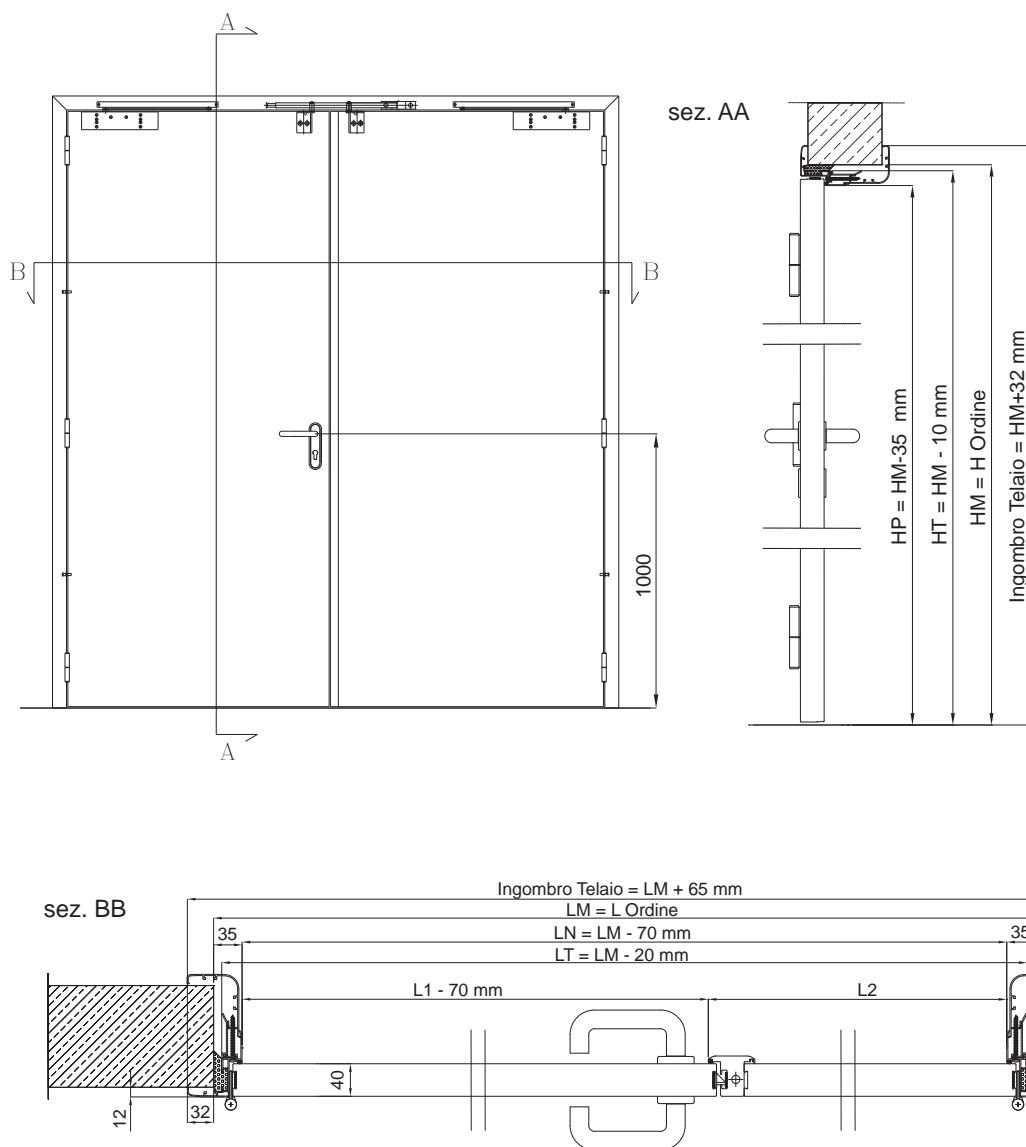 A
sez. AA
B
B
1000
A
HP = HM-35 mm
HT = HM - 10 mm
HM = H Ordine
Ingombro Telaio = HM+32 mm
sez. BB
Ingombro Telaio = LM + 65 mm
LM = L Ordine
35
LN = LM - 70 mm
35
LT = LM - 20 mm
L1 - 70 mm
L2
40
12
32